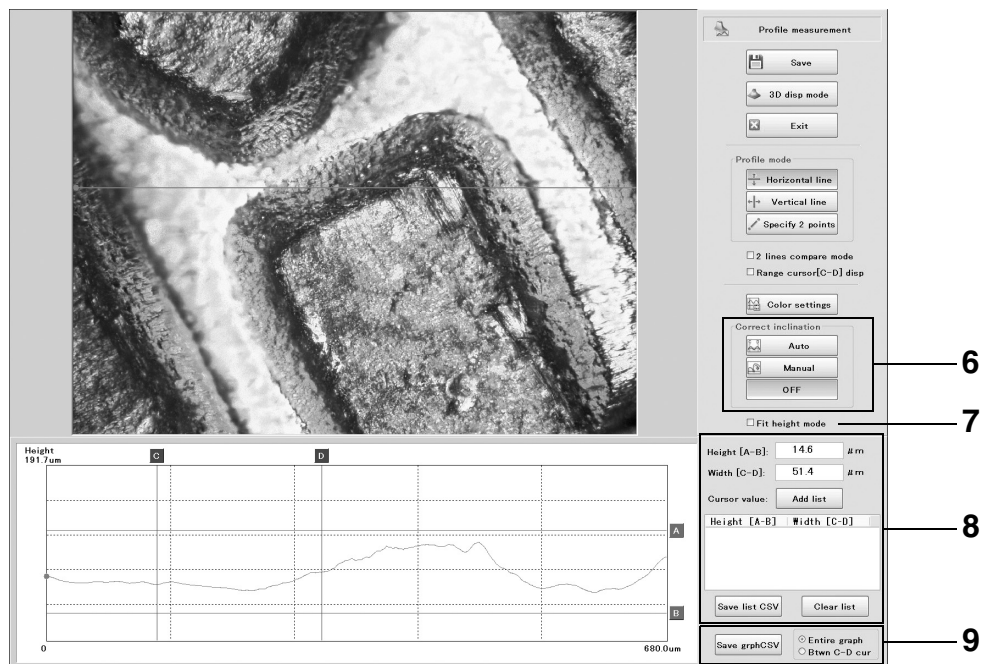 Profile measurement
Save
3D disp mode
Exit
Profile mode
Horizontal line
Vertical line
Specify 2 points
2 lines compare mode
Range cursor[C-D] disp
Color settings
Correct inclination
Auto
Manual
OFF
6
Fit height mode
7
Height [A-B]: 14.6 μm
Width [C-D]: 51.4 μm
Cursor value: Add list
Height [A-B] Width [C-D]
8
Save list CSV Clear list
Save grphCSV
Entire graph
Btwn C-D cur
9
Height
191.7um
C D
A
B
0 680.0um